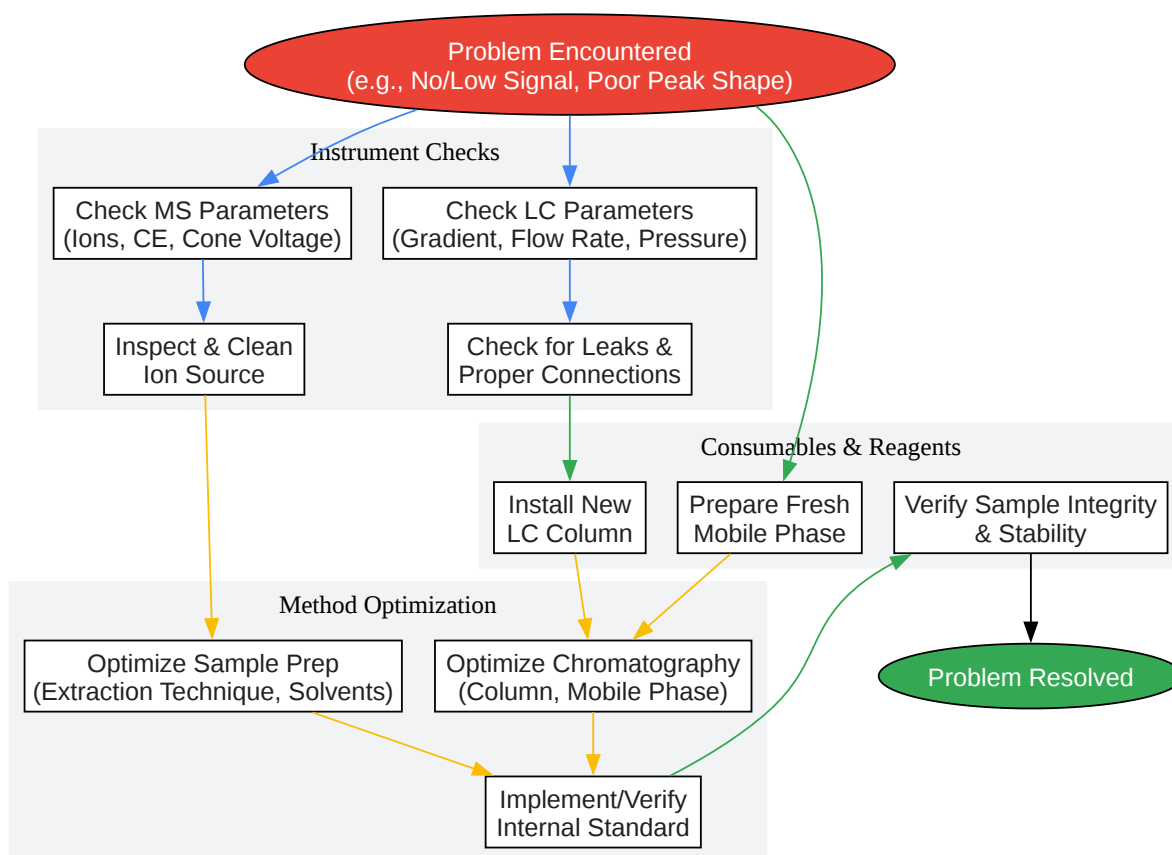 Problem Encountered
(e.g., No/Low Signal, Poor Peak Shape)
Instrument Checks
Check MS Parameters
(Ions, CE, Cone Voltage)
Check LC Parameters
(Gradient, Flow Rate, Pressure)
Inspect & Clean
Ion Source
Check for Leaks &
Proper Connections
Consumables & Reagents
Install New
LC Column
Prepare Fresh
Mobile Phase
Verify Sample Integrity
& Stability
Method Optimization
Optimize Sample Prep
(Extraction Technique, Solvents)
Optimize Chromatography
(Column, Mobile Phase)
Problem Resolved
Implement/Verify
Internal Standard